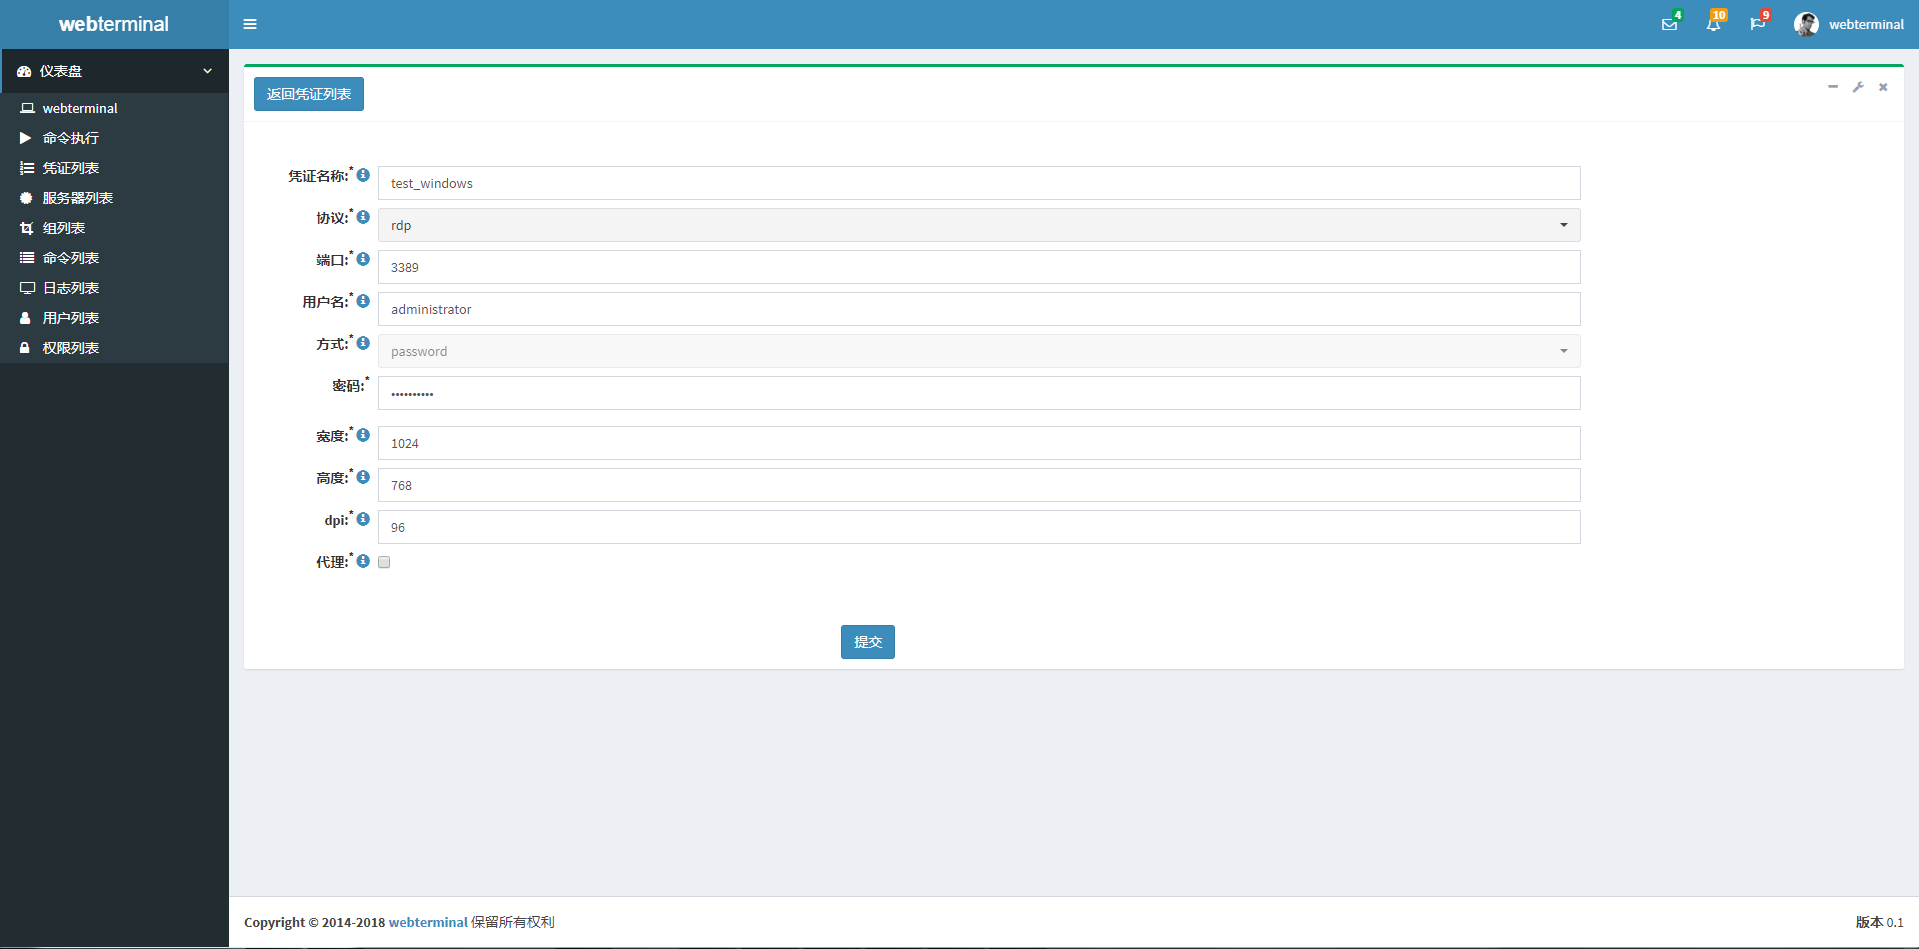 webterminal
4
10
9
webterminal
仪表盘
webterminal
命令执行
凭证列表
服务器列表
组列表
命令列表
日志列表
用户列表
权限列表
返回凭证列表
凭证名称:* test_windows
协议:* rdp
端口:* 3389
用户名:* administrator
方式:* password
密码:* ••••••••••
宽度:* 1024
高度:* 768
dpi:* 96
代理:*
提交
Copyright © 2014-2018 webterminal 保留所有权利
版本 0.1